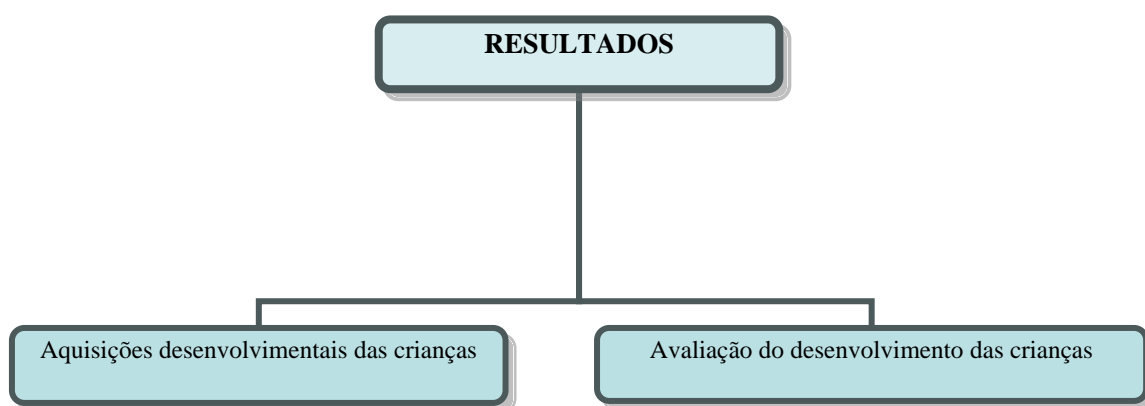 RESULTADOS
Aquisições desenvolvimentais das crianças
Avaliação do desenvolvimento das crianças